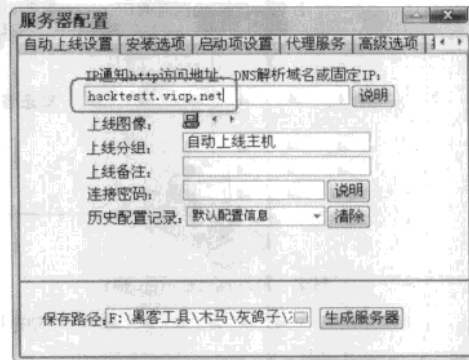 服务器配置
自动上线设置 安装选项 启动项设置 代理服务 高级选项
IP通知http访问地址、DNS解析域名或固定IP:
hacktestt.vicp.net 说明
上线图像:
上线分组: 自动上线主机
上线备注:
连接密码: 说明
历史配置记录: 默认配置信息 清除
保存路径: F:\黑客工具\木马\灰鸽子\ 生成服务器